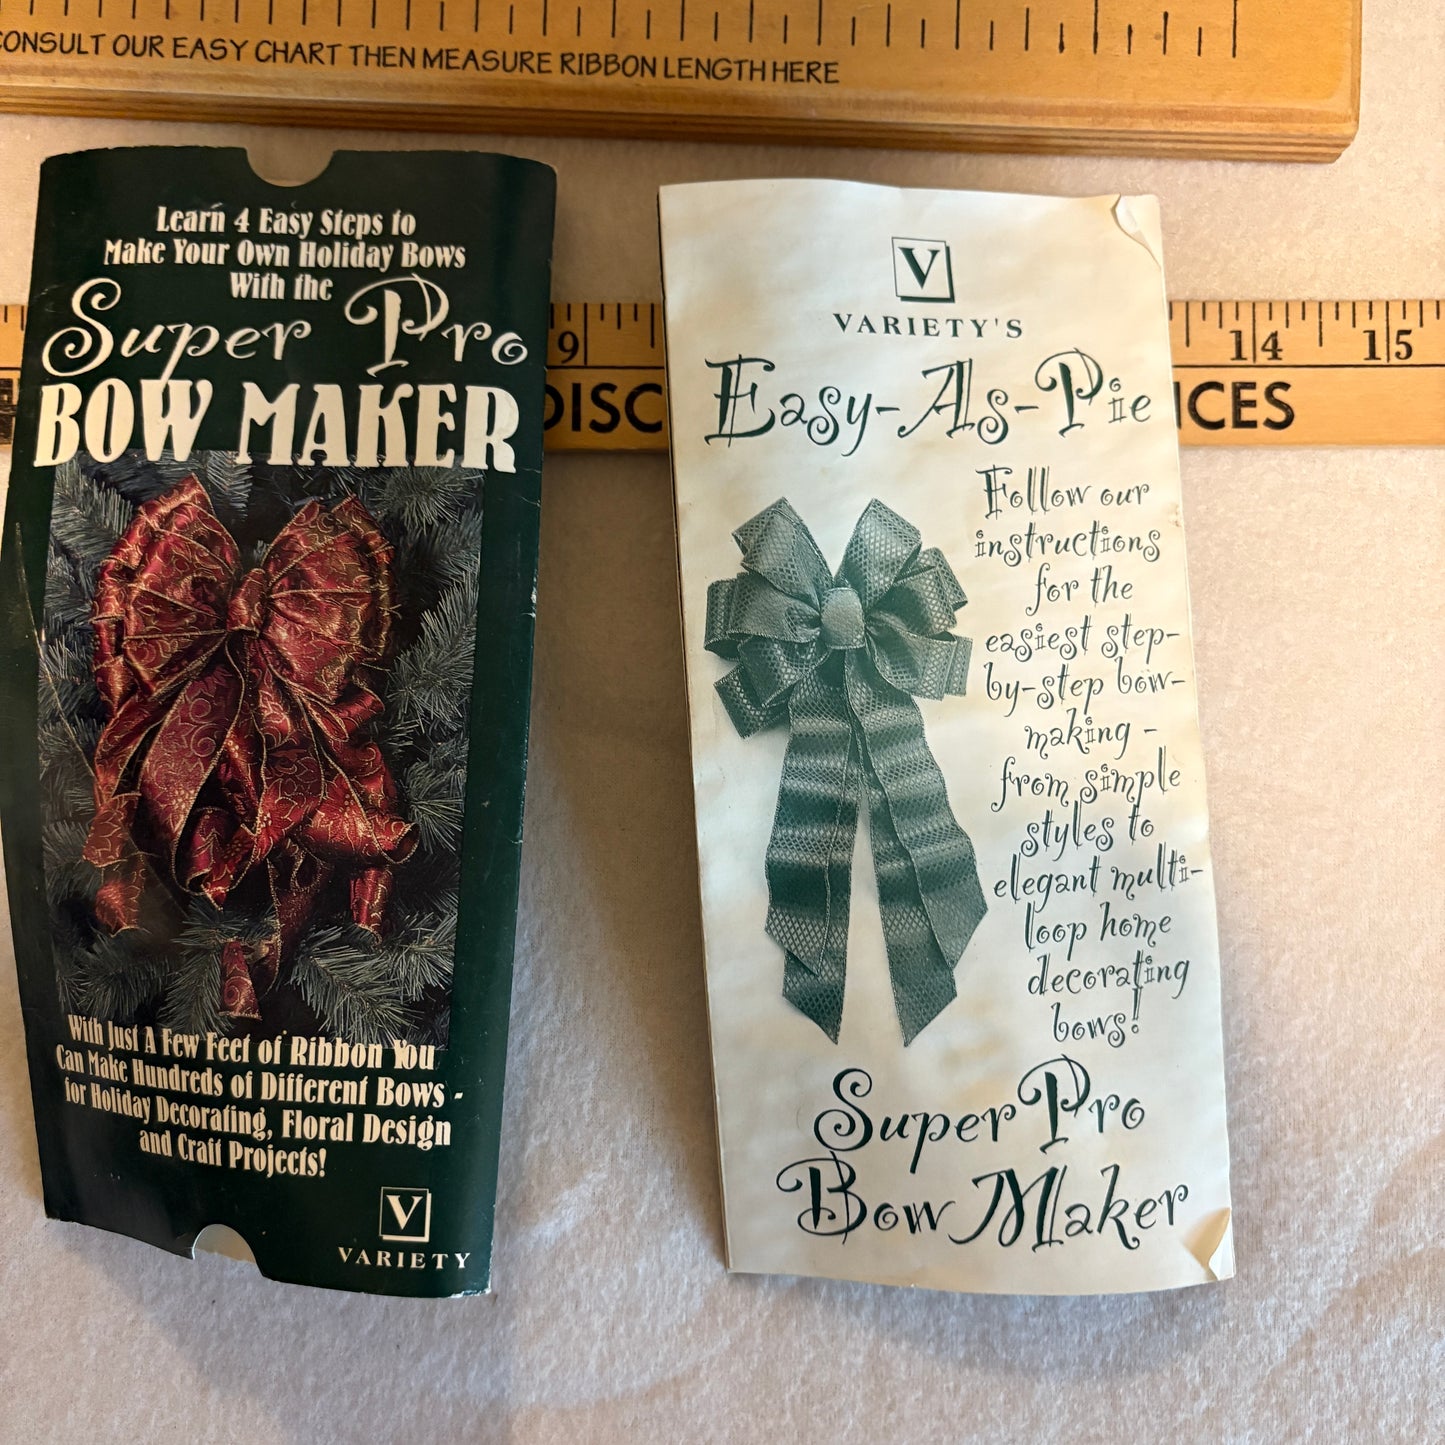 CONSULT OUR EASY CHART THEN MEASURE RIBBON LENGTH HERE
Learn 4 Easy Steps to
Make Your Own Holiday Bows
With the
Super Pro
BOW MAKER
With Just A Few Feet of Ribbon You
Can Make Hundreds of Different Bows -
for Holiday Decorating, Floral Design
and Craft Projects!
V
VARIETY
9
14
15
DISC
NCES
V
VARIETY'S
Easy-As-Pie
Follow our
instructions
for the
easiest step-
by-step bow-
making -
from simple
styles to
elegant multi-
loop home
decorating
bows!
Super Pro
Bow Maker